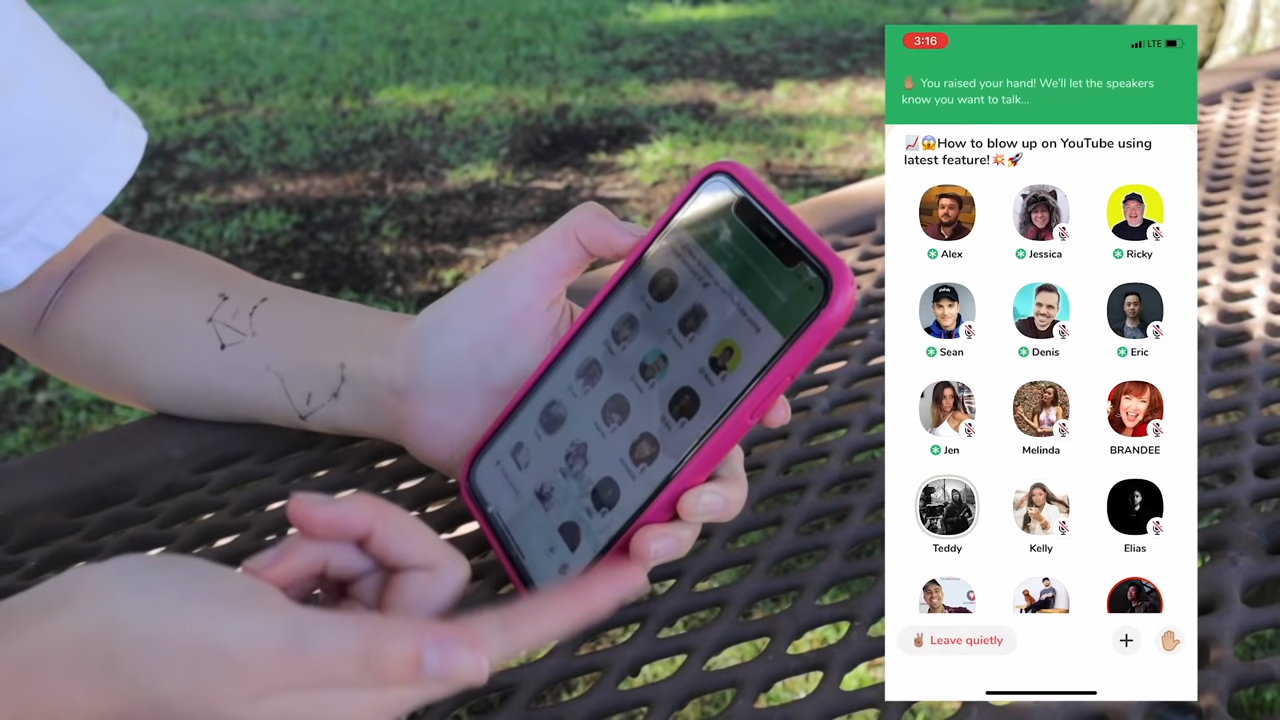 3:16
LTE
✋🏽 You raised your hand! We'll let the speakers
know you want to talk...
📈😱How to blow up on YouTube using
latest feature!💥🚀
Alex
Jessica
Ricky
Sean
Denis
Eric
Jen
Melinda
BRANDEE
Teddy
Kelly
Elias
✌🏽 Leave quietly